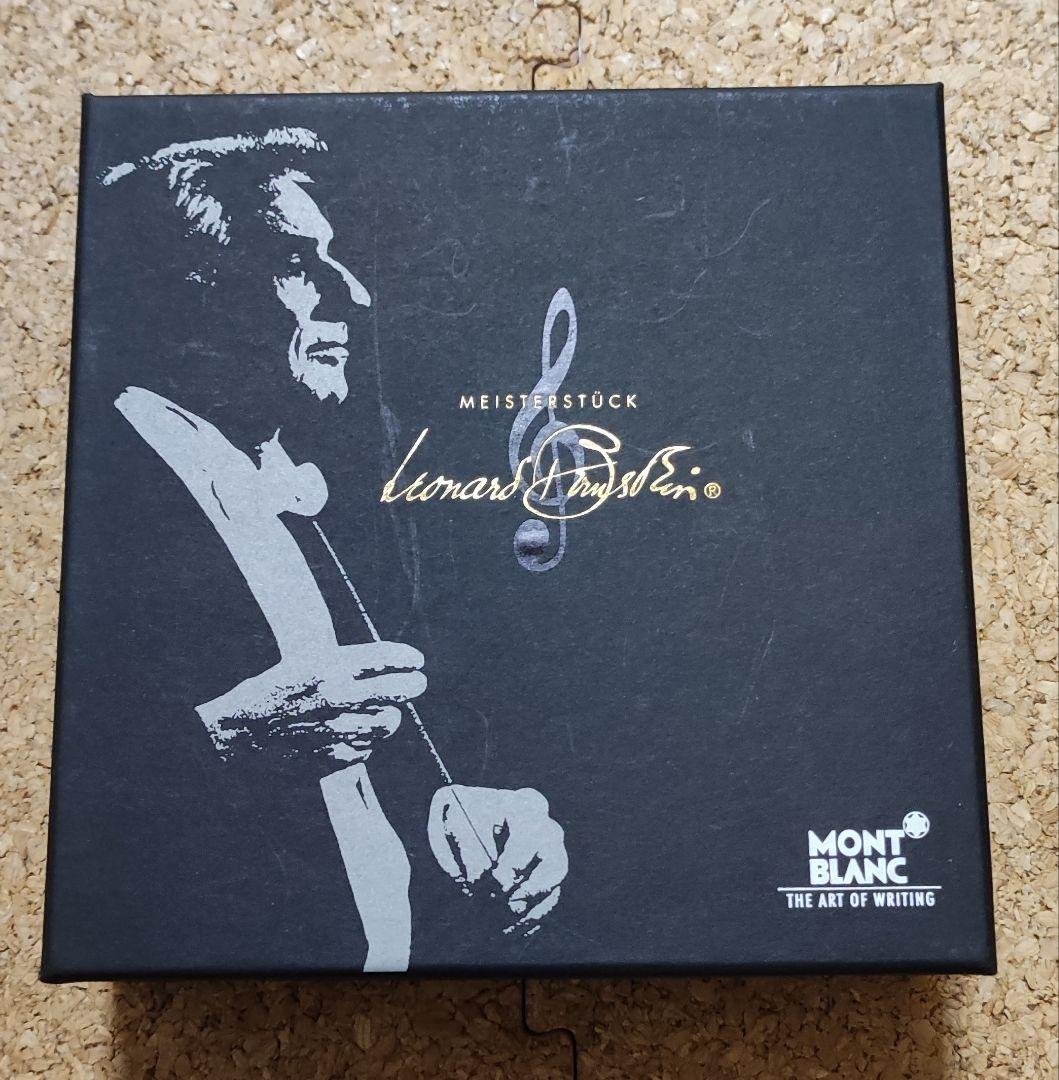 MEISTERSTÜCK
Leonard Bernstein®
MONT
BLANC
THE ART OF WRITING